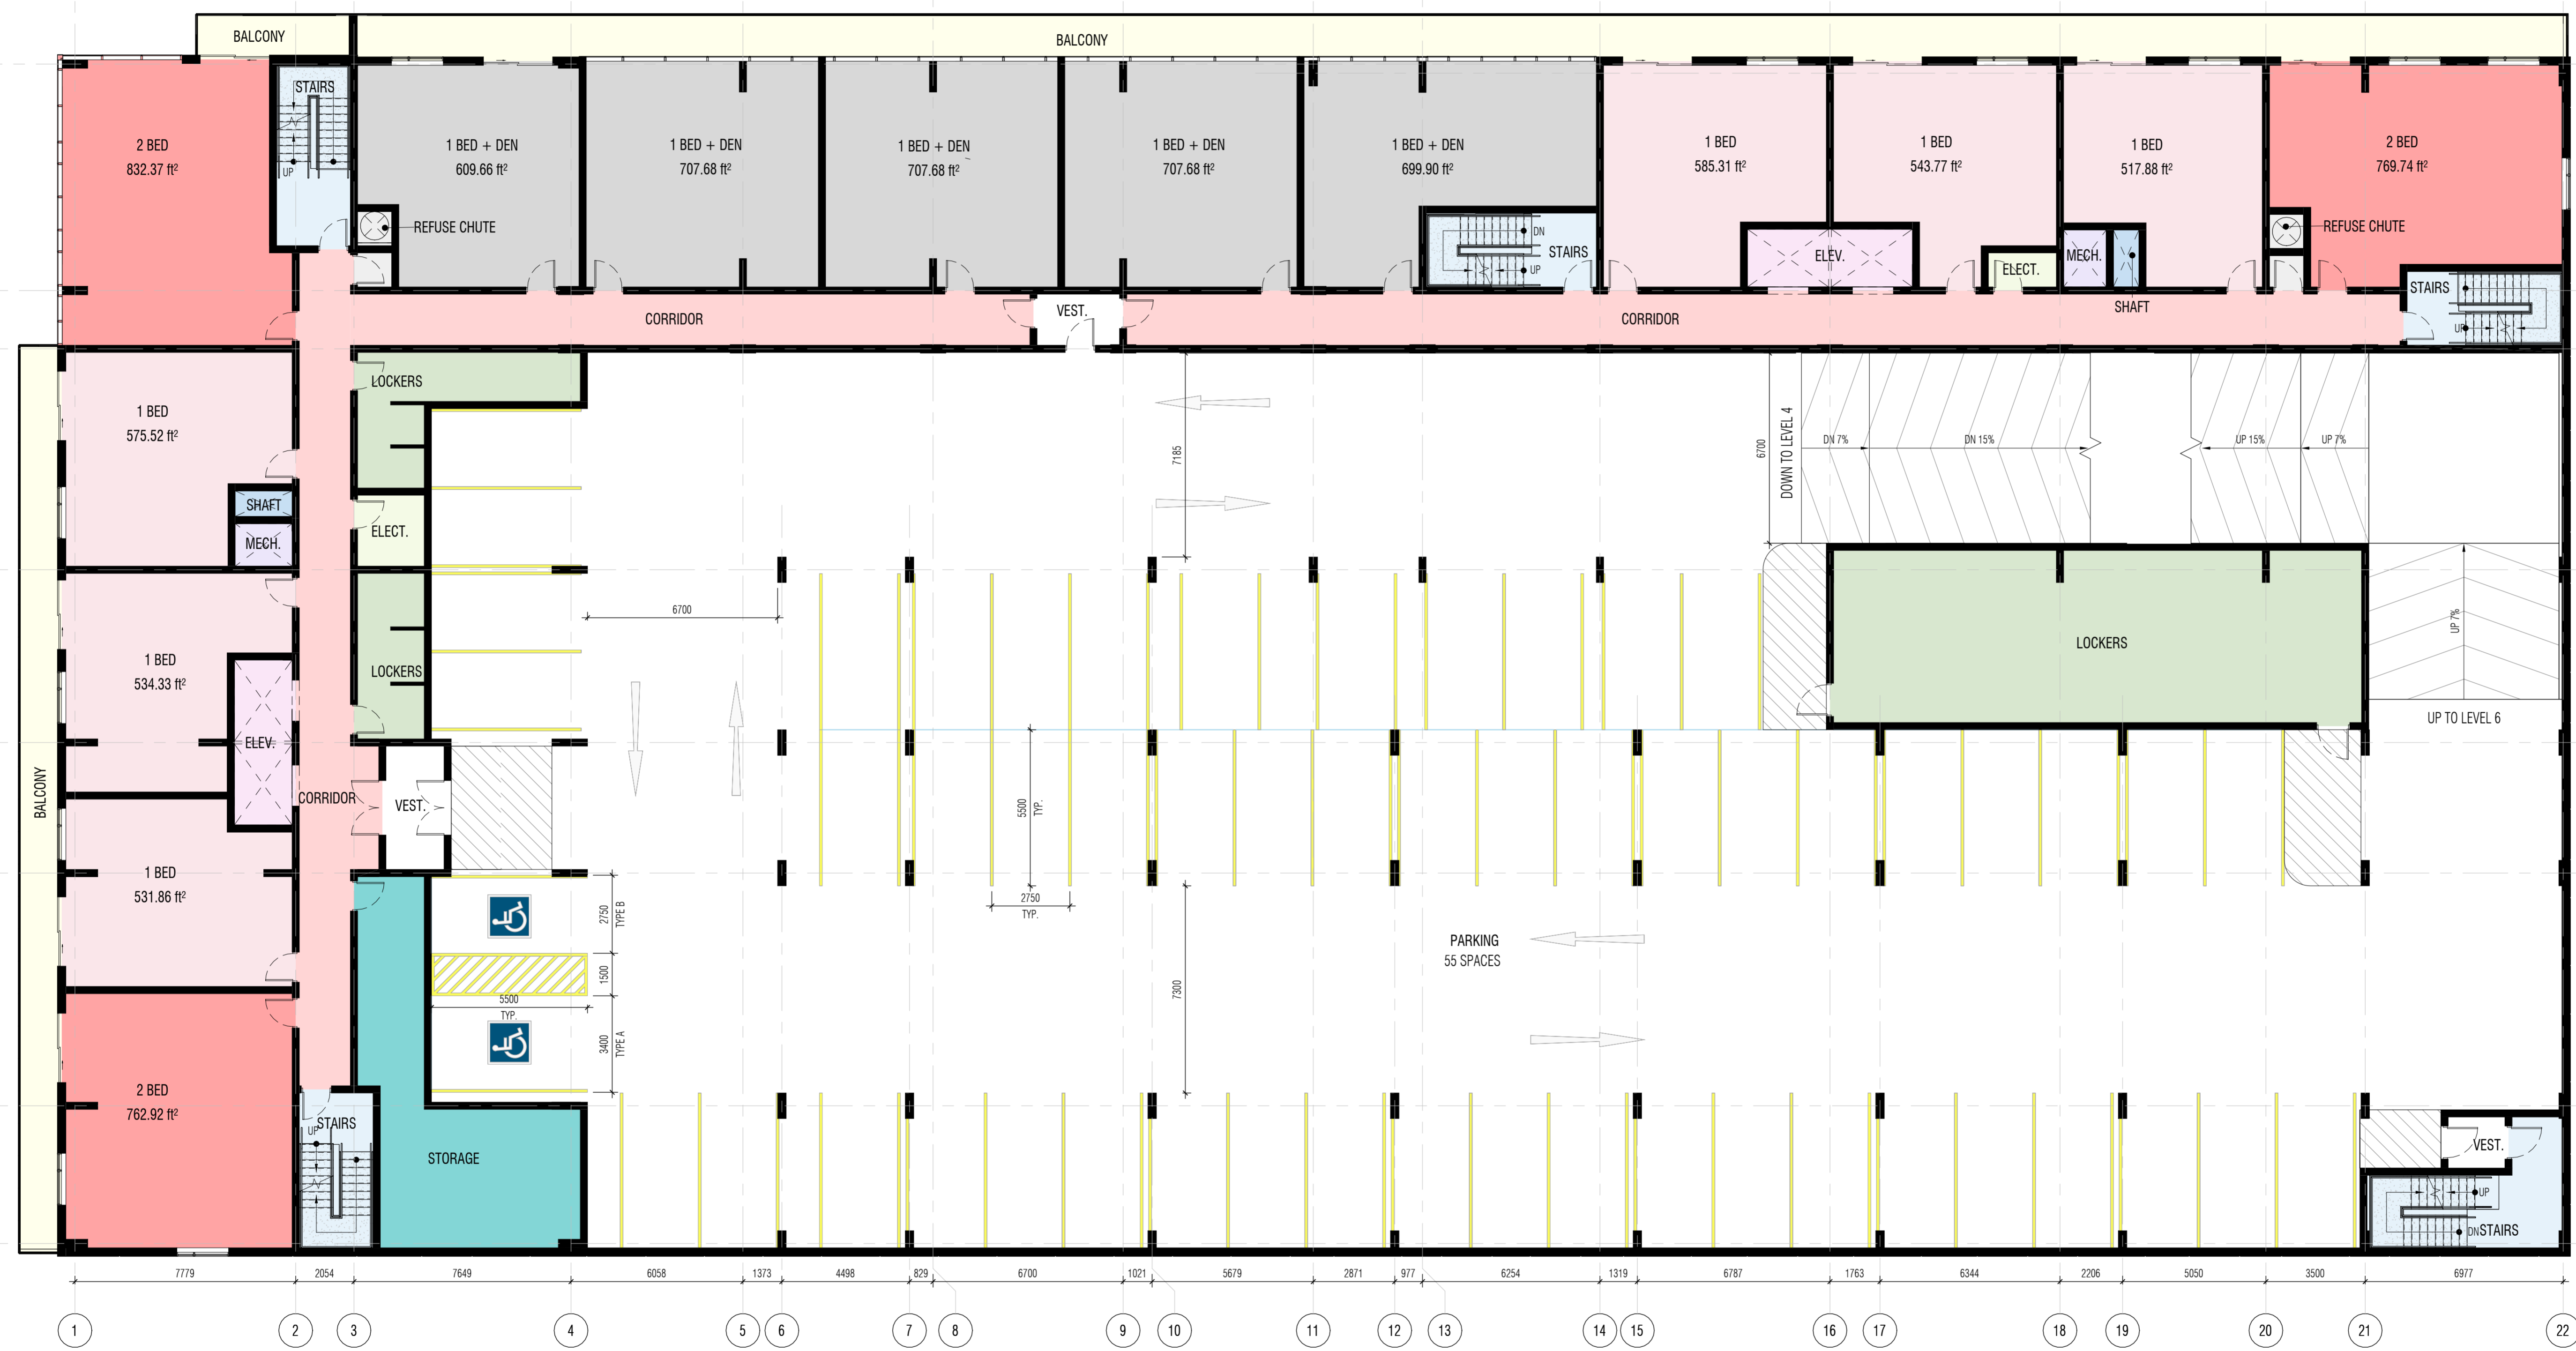 BALCONY
BALCONY
STAIRS
UP
2 BED
832.37 ft²
1 BED + DEN
609.66 ft²
REFUSE CHUTE
1 BED + DEN
707.68 ft²
1 BED + DEN
707.68 ft²
1 BED + DEN
707.68 ft²
1 BED + DEN
699.90 ft²
DN
UP
STAIRS
1 BED
585.31 ft²
ELEV.
1 BED
543.77 ft²
ELECT.
1 BED
517.88 ft²
MECH.
SHAFT
2 BED
769.74 ft²
REFUSE CHUTE
STAIRS
UP
CORRIDOR
VEST.
CORRIDOR
1 BED
575.52 ft²
SHAFT
MECH.
LOCKERS
ELECT.
LOCKERS
1 BED
534.33 ft²
ELEV.
CORRIDOR
VEST.
BALCONY
1 BED
531.86 ft²
2 BED
762.92 ft²
UP
STAIRS
STORAGE
7185
6700
DOWN TO LEVEL 4
DN 7%
DN 15%
UP 15%
UP 7%
UP 7%
UP TO LEVEL 6
LOCKERS
6700
5500
TYP.
2750
TYP.
2750
TYPE B
1500
5500
TYP.
3400
TYPE A
7300
PARKING
55 SPACES
VEST.
UP
DN
STAIRS
7779
2054
7649
6058
1373
4498
829
6700
1021
5679
2871
977
6254
1319
6787
1763
6344
2206
5050
3500
6977
1
2
3
4
5
6
7
8
9
10
11
12
13
14
15
16
17
18
19
20
21
22